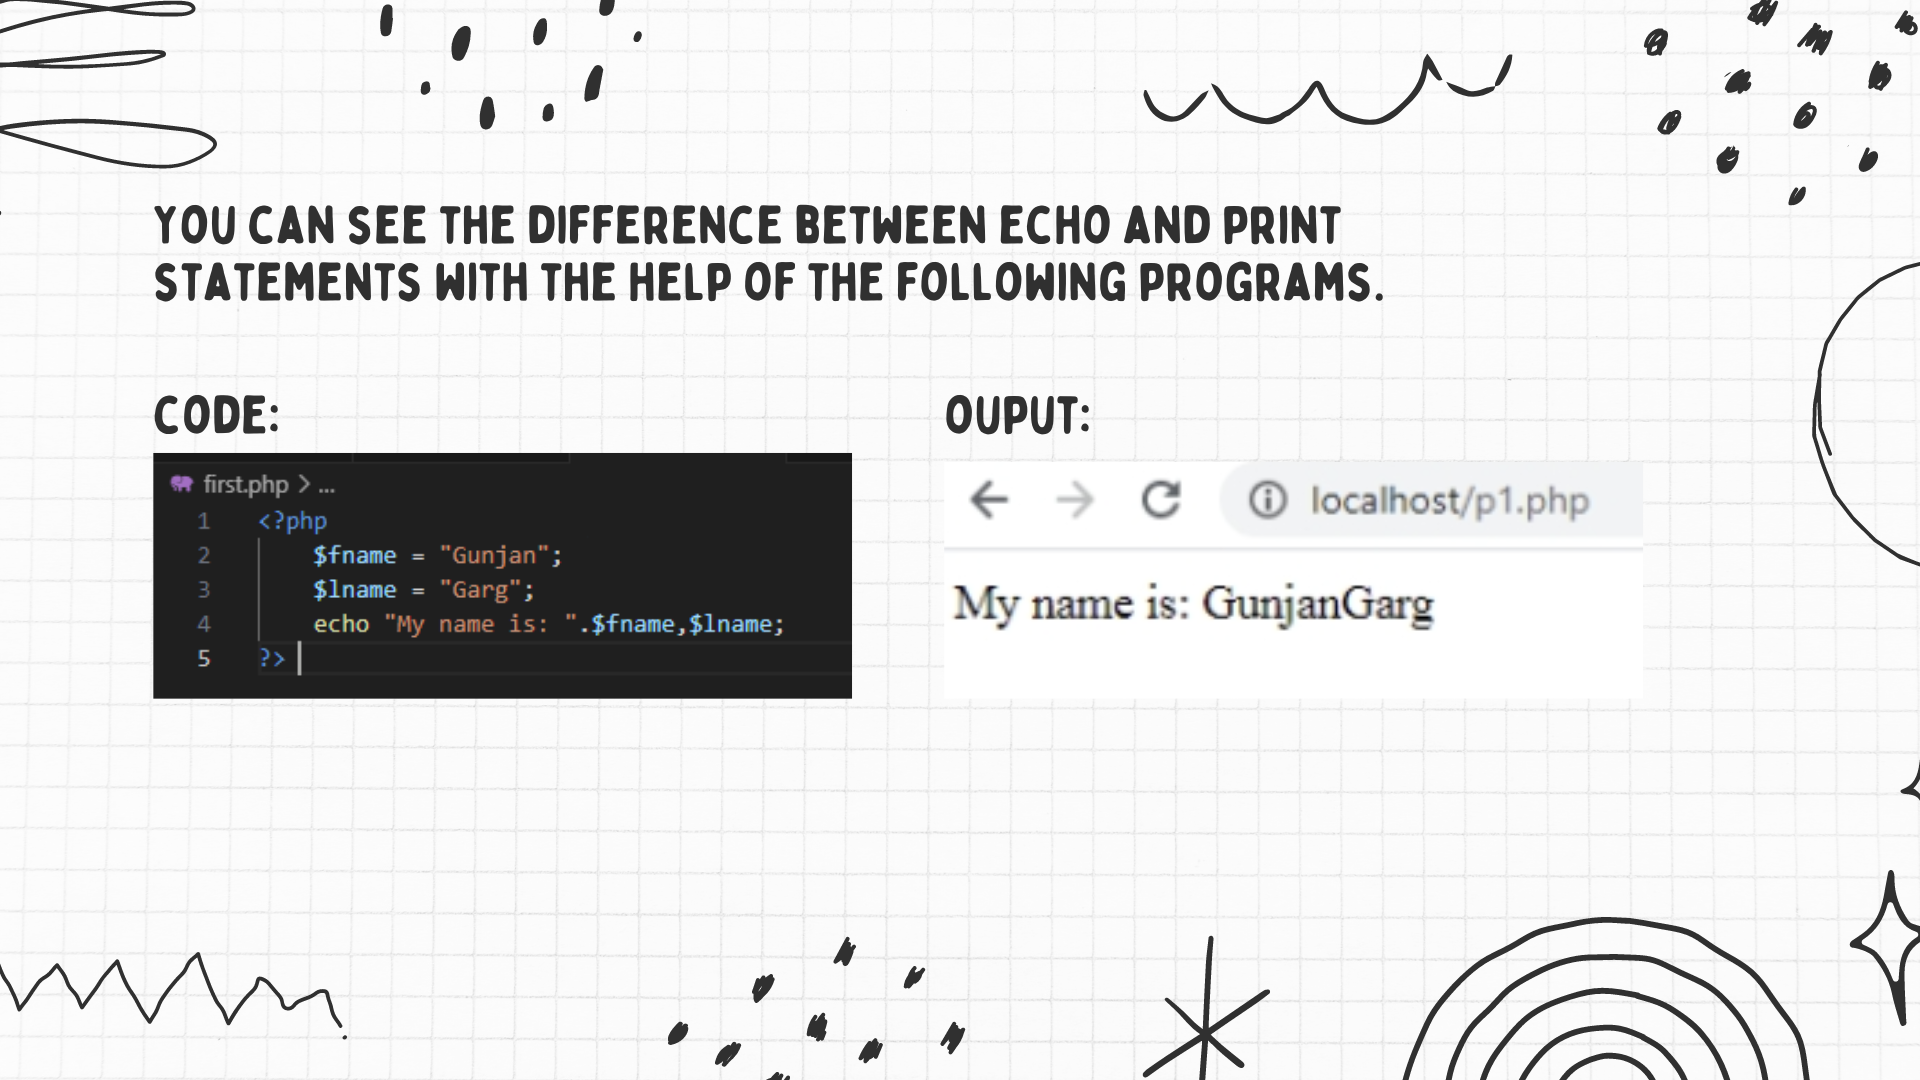 YOU CAN SEE THE DIFFERENCE BETWEEN ECHO AND PRINT
STATEMENTS WITH THE HELP OF THE FOLLOWING PROGRAMS.
CODE:
first.php > ...
1 <?php
2 $fname = "Gunjan";
3 $lname = "Garg";
4 echo "My name is: ".$fname,$lname;
5 ?>
OUPUT:
localhost/p1.php
My name is: GunjanGarg